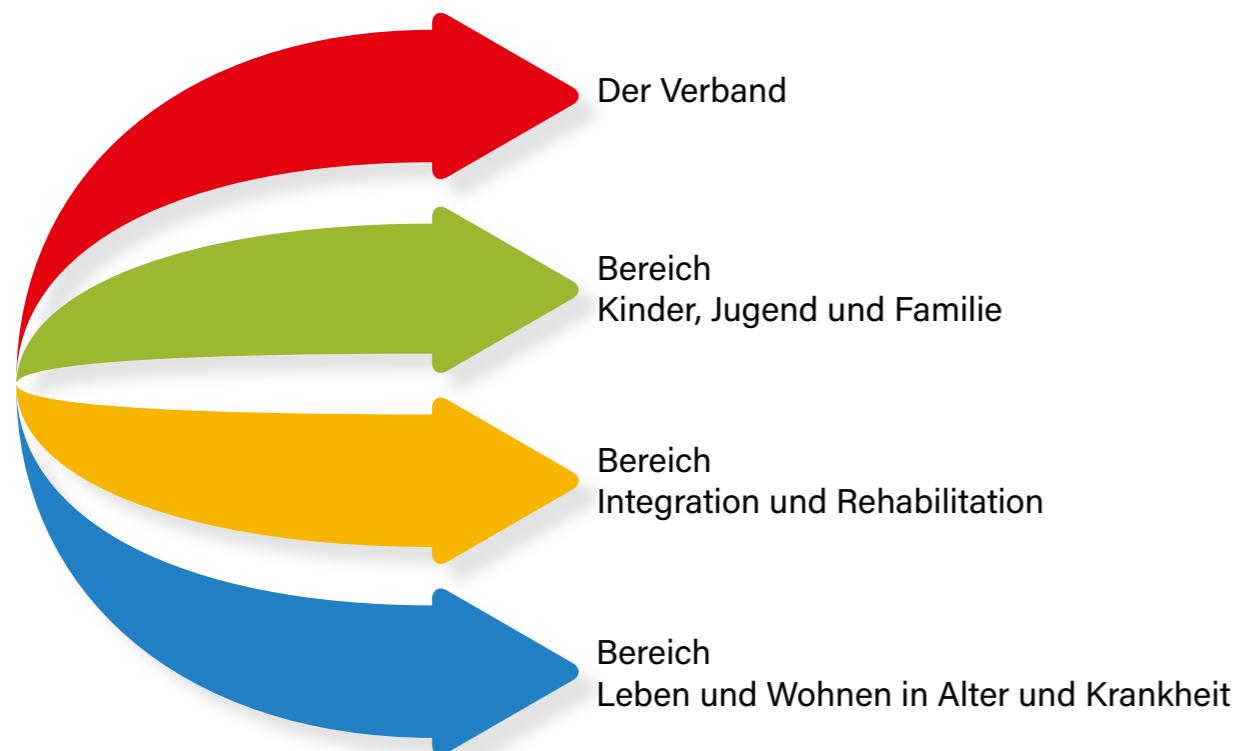 Der Verband
Bereich
Kinder, Jugend und Familie
Bereich
Integration und Rehabilitation
Bereich
Leben und Wohnen in Alter und Krankheit